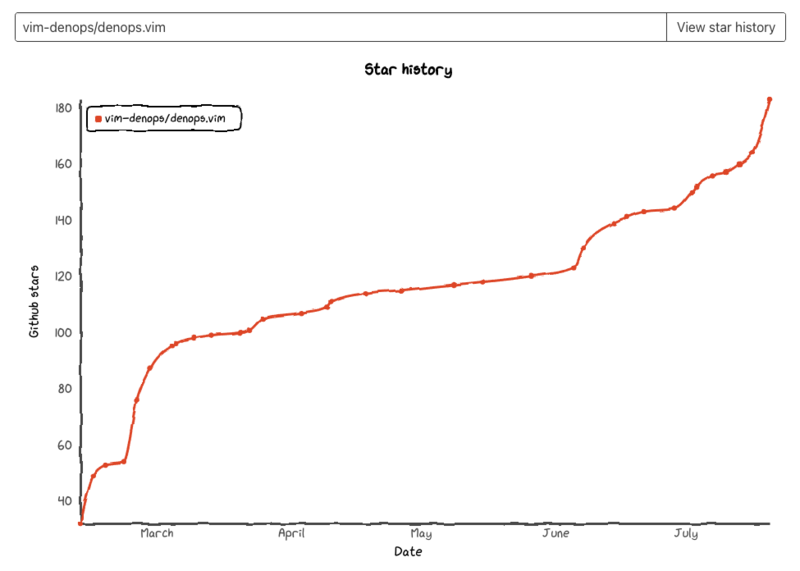 vim-denops/denops.vim View star history
Star history
vim-denops/denops.vim
180
160
140
120
100
80
60
40
Github stars
March April May June July
Date